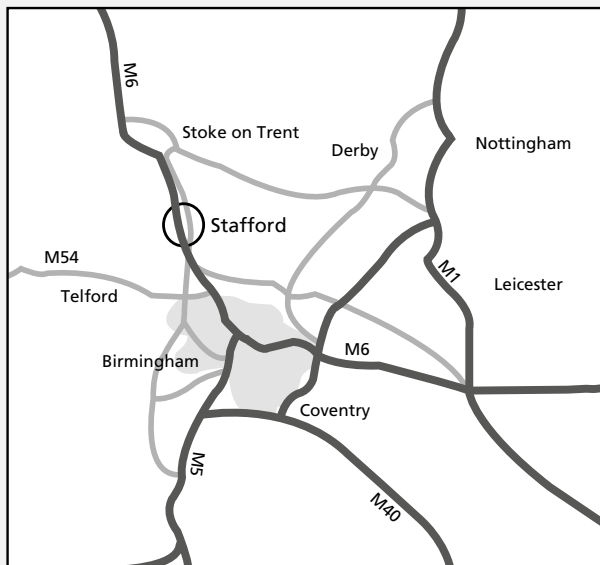 M6
Stoke on Trent
Derby
Nottingham
Stafford
M54
M1
Telford
Leicester
M6
Birmingham
Coventry
M5
M40